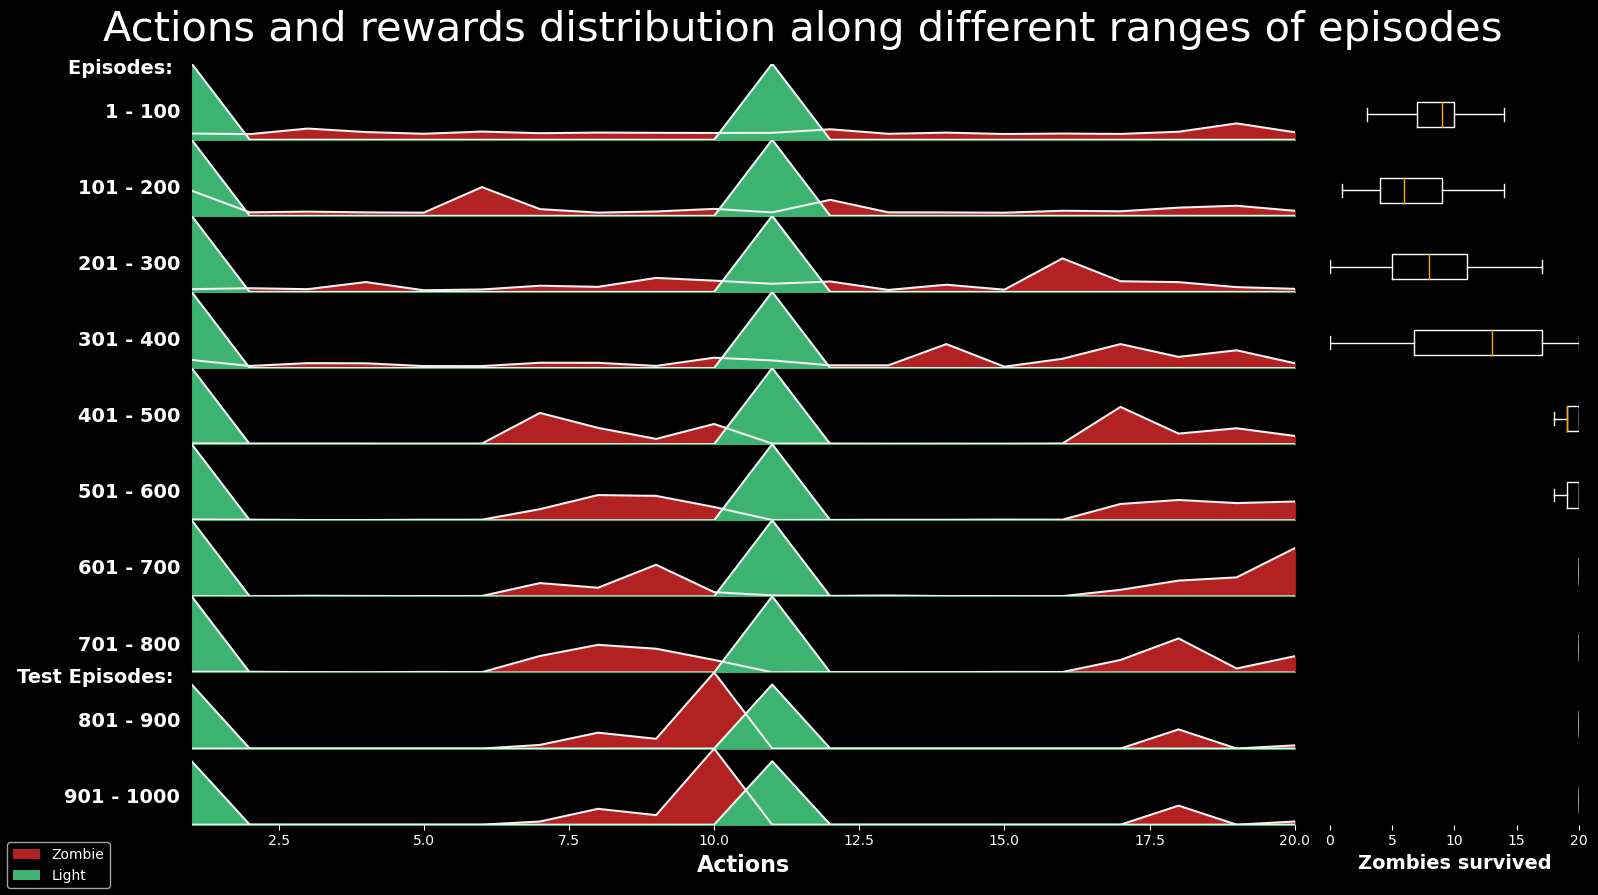 Actions and rewards distribution along different ranges of episodes
Episodes:
1 - 100
101 - 200
201 - 300
301 - 400
401 - 500
501 - 600
601 - 700
701 - 800
Test Episodes:
801 - 900
901 - 1000
2.5 5.0 7.5 10.0 12.5 15.0 17.5 20.0 0 5 10 15 20
Actions Zombies survived
Zombie
Light